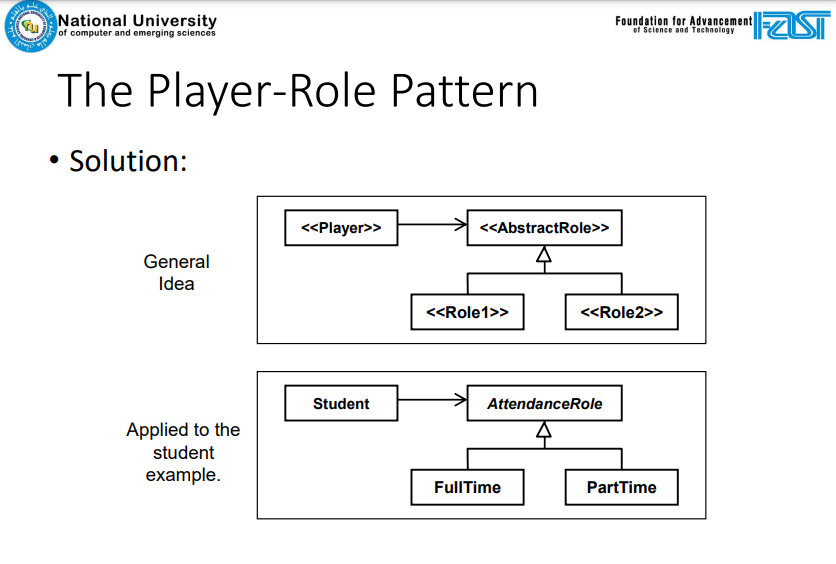 National University
of computer and emerging sciences
Foundation for Advancement
of Science and Technology
FAST
The Player-Role Pattern
• Solution:
General
Idea
<<Player>>
<<AbstractRole>>
<<Role1>>
<<Role2>>
Applied to the
student
example.
Student
AttendanceRole
FullTime
PartTime